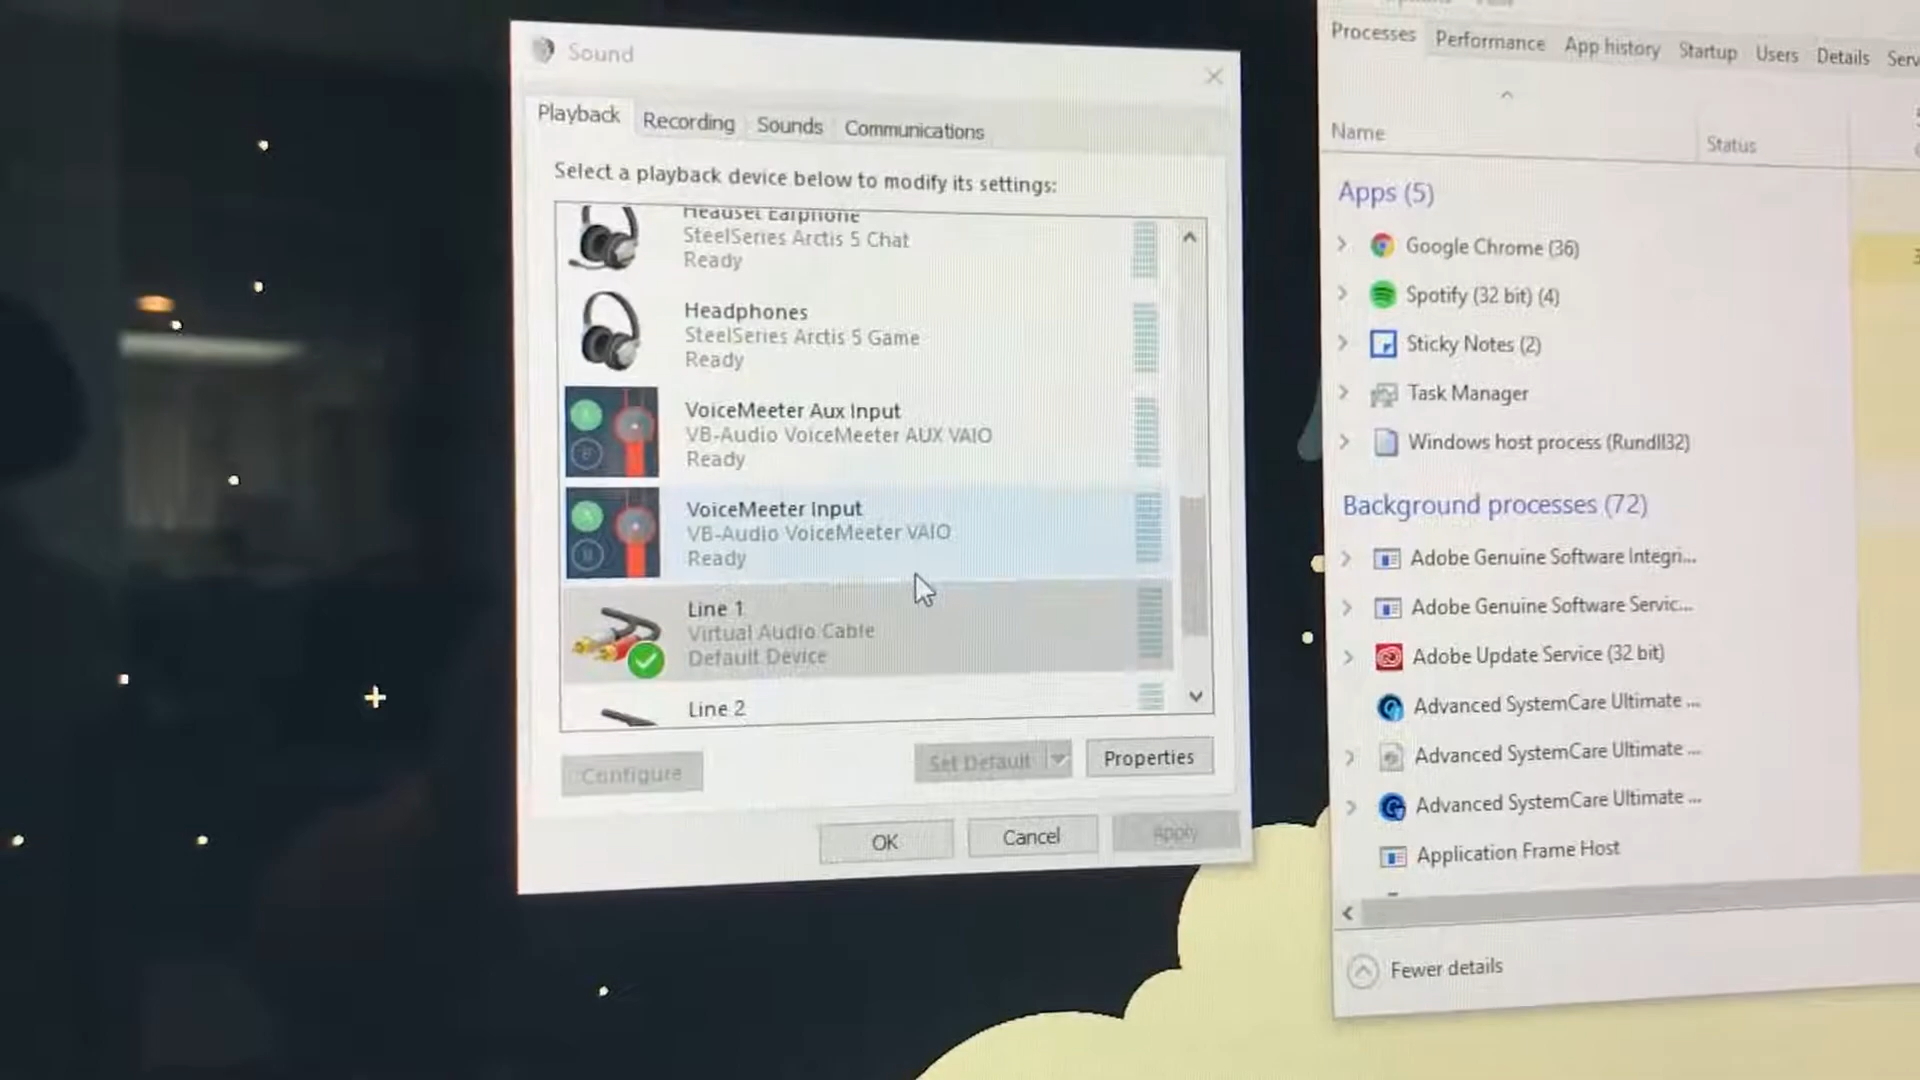 Sound
Playback
Recording
Sounds
Communications
Select a playback device below to modify its settings:
Headset Earphone
SteelSeries Arctis 5 Chat
Ready
Headphones
SteelSeries Arctis 5 Game
Ready
VoiceMeeter Aux Input
VB-Audio VoiceMeeter AUX VAIO
Ready
VoiceMeeter Input
VB-Audio VoiceMeeter VAIO
Ready
Line 1
Virtual Audio Cable
Default Device
Line 2
Configure
Set Default
Properties
OK
Cancel
Apply
Processes
Performance
App history
Startup
Users
Details
Serv
Name
Status
Apps (5)
Google Chrome (36)
Spotify (32 bit) (4)
Sticky Notes (2)
Task Manager
Windows host process (Rundll32)
Background processes (72)
Adobe Genuine Software Integri...
Adobe Genuine Software Servic...
Adobe Update Service (32 bit)
Advanced SystemCare Ultimate ...
Advanced SystemCare Ultimate ...
Advanced SystemCare Ultimate ...
Application Frame Host
Fewer details